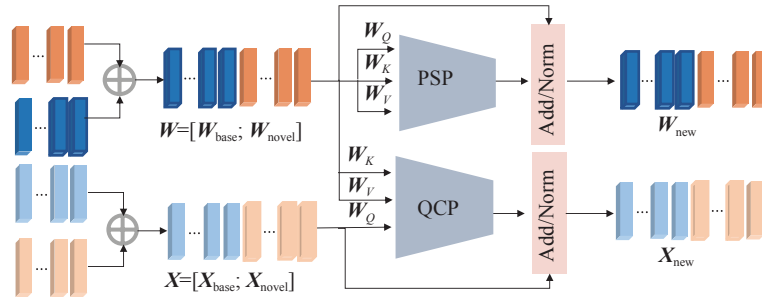 W_Q
W_K
W_V
PSP
Add/Norm
W=[W_base; W_novel]
W_new
W_K
W_V
W_Q
QCP
Add/Norm
X=[X_base; X_novel]
X_new